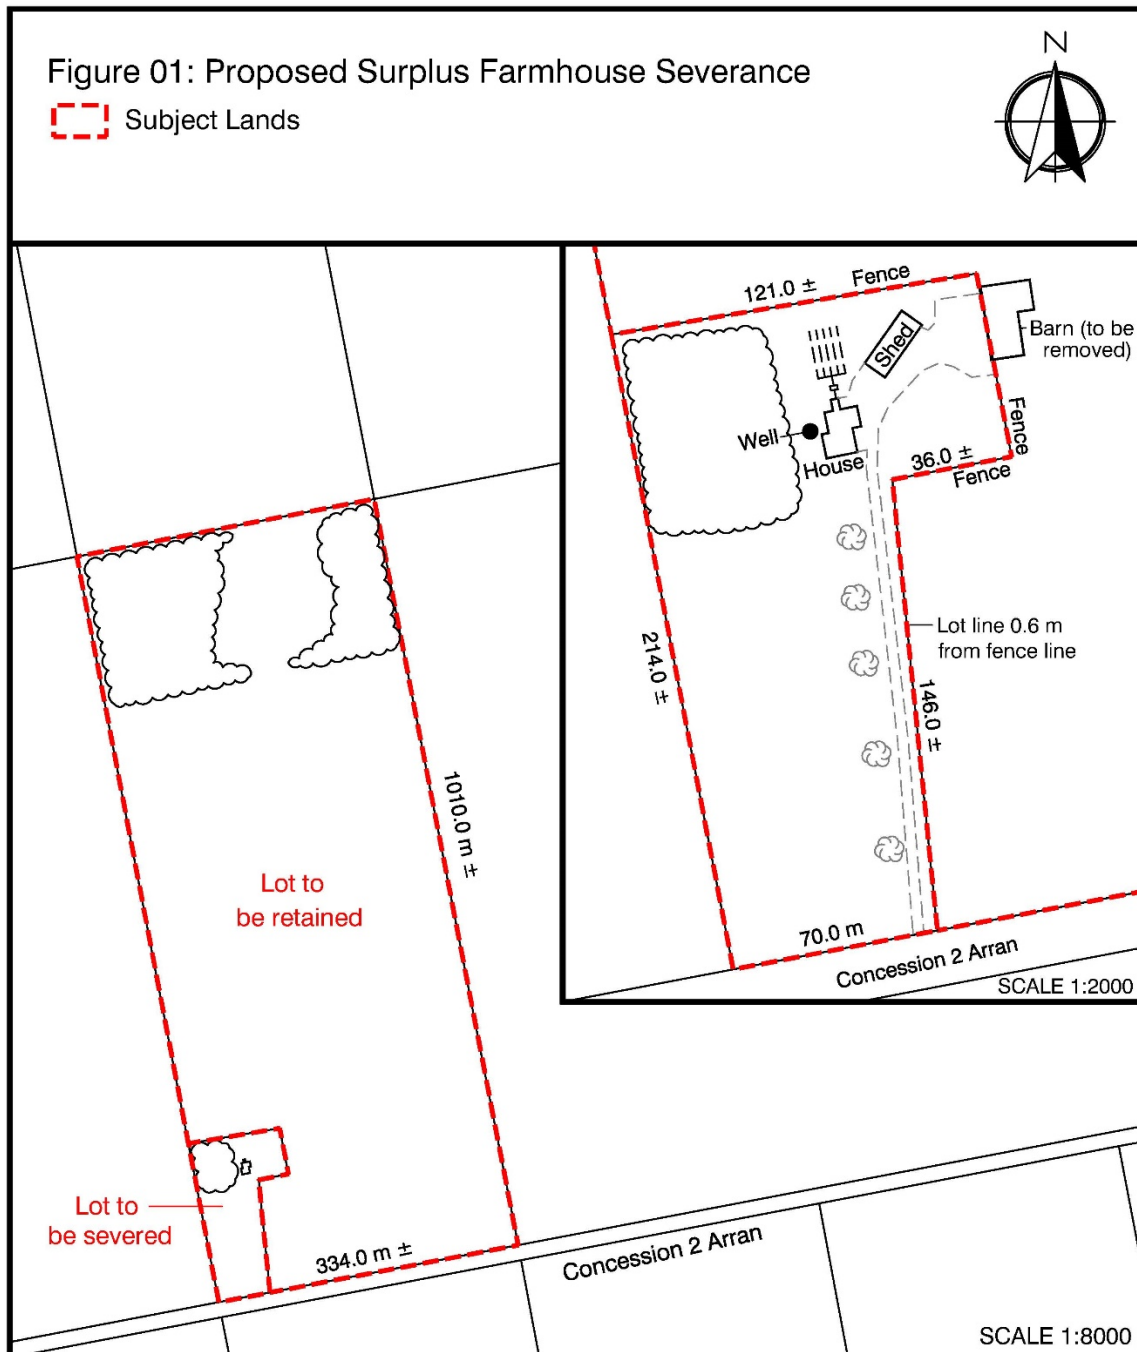 Figure 01: Proposed Surplus Farmhouse Severance
Subject Lands
N
121.0 ±
Fence
Shed
Barn (to be
removed)
Well
House
Fence
36.0 ±
Fence
Lot line 0.6 m
from fence line
214.0 ±
146.0 ±
70.0 m
Concession 2 Arran
SCALE 1:2000
1010.0 m ±
Lot to
be retained
Lot to
be severed
334.0 m ±
Concession 2 Arran
SCALE 1:8000